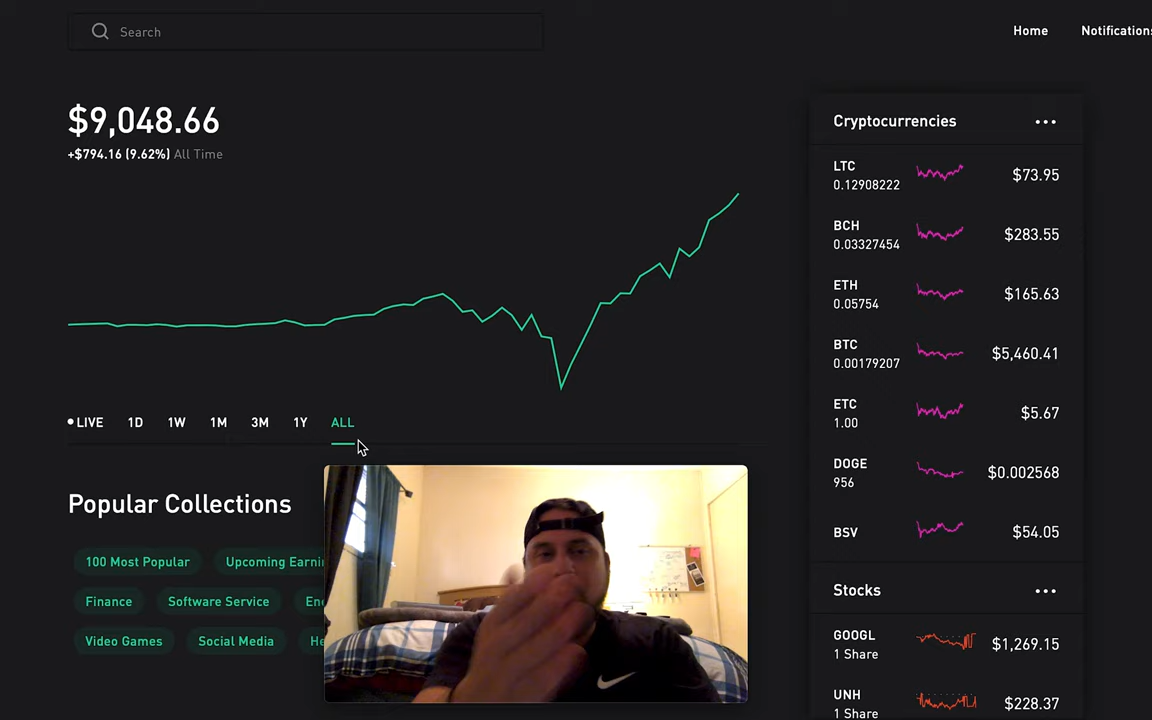 Search
Home
Notifications
$9,048.66
+$794.16 (9.62%) All Time
LIVE 1D 1W 1M 3M 1Y ALL
Popular Collections
100 Most Popular
Upcoming Earni
Finance
Software Service
En
Video Games
Social Media
He
Cryptocurrencies
LTC
0.12908222
$73.95
BCH
0.03327454
$283.55
ETH
0.05754
$165.63
BTC
0.00179207
$5,460.41
ETC
1.00
$5.67
DOGE
956
$0.002568
BSV
$54.05
Stocks
GOOGL
1 Share
$1,269.15
UNH
1 Share
$228.37